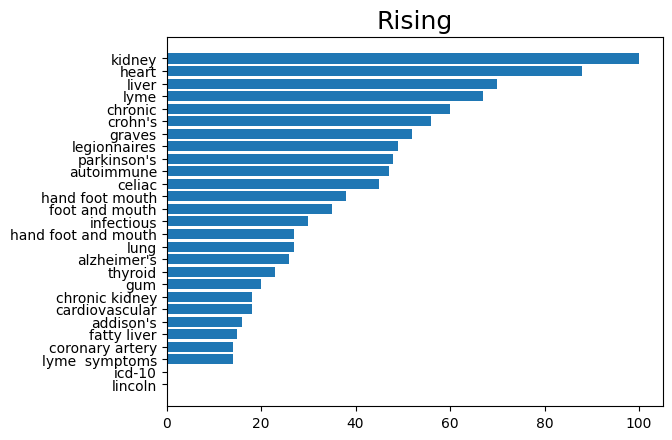 Rising
kidney
heart
liver
lyme
chronic
crohn's
graves
legionnaires
parkinson's
autoimmune
celiac
hand foot mouth
foot and mouth
infectious
hand foot and mouth
lung
alzheimer's
thyroid
gum
chronic kidney
cardiovascular
addison's
fatty liver
coronary artery
lyme  symptoms
icd-10
lincoln
0 20 40 60 80 100